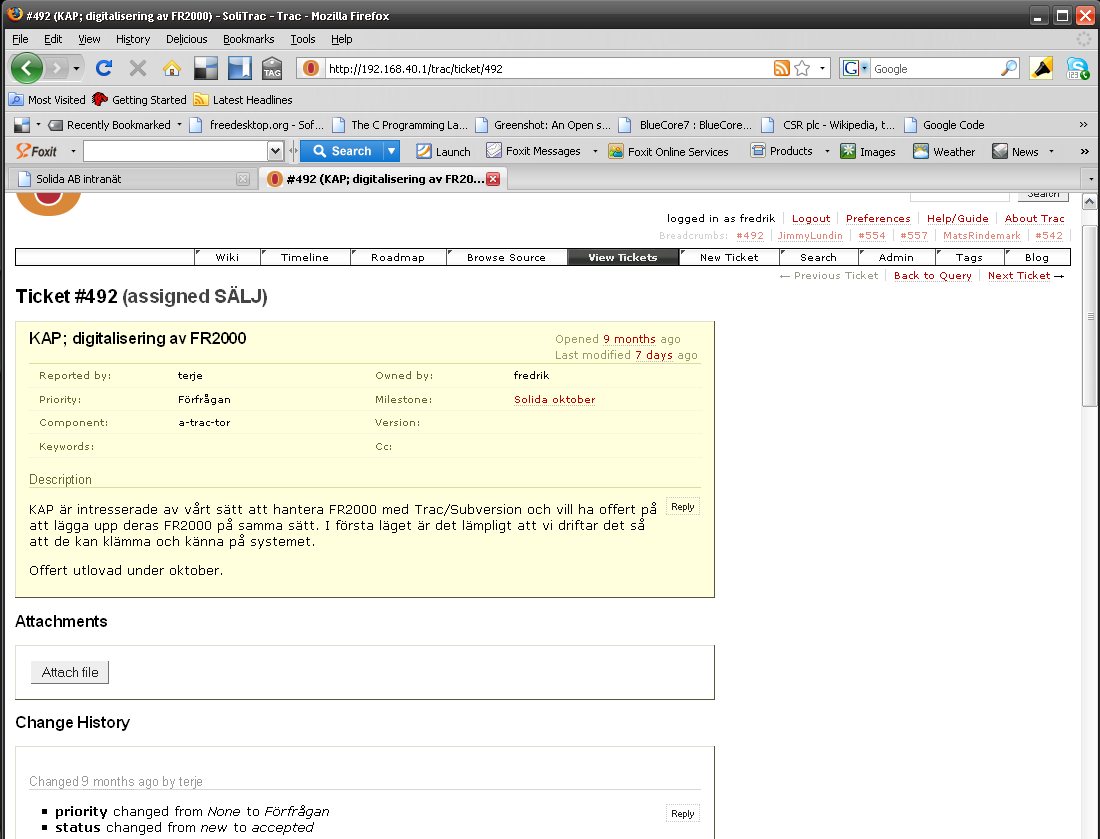 #492 (KAP; digitalisering av FR2000) - SoliTrac - Trac - Mozilla Firefox
File Edit View History Delicious Bookmarks Tools Help
TAG http://192.168.40.1/trac/ticket/492 G Google
Most Visited Getting Started Latest Headlines
Recently Bookmarked freedesktop.org - Sof... The C Programming La... Greenshot: An Open s... BlueCore7 : BlueCore... CSR plc - Wikipedia, t... Google Code »
Foxit Search Launch Foxit Messages Foxit Online Services Products Images Weather News »
Solida AB intranät #492 (KAP; digitalisering av FR20...
Search
logged in as fredrik Logout Preferences Help/Guide About Trac
Breadcrumbs: #492 JimmyLundin #554 #557 MatsRindemark #542
Wiki Timeline Roadmap Browse Source View Tickets New Ticket Search Admin Tags Blog
← Previous Ticket Back to Query Next Ticket →
Ticket #492 (assigned SÄLJ)
KAP; digitalisering av FR2000 Opened 9 months ago
Last modified 7 days ago
Reported by: terje Owned by: fredrik
Priority: Förfrågan Milestone: Solida oktober
Component: a-trac-tor Version:
Keywords: Cc:
Description
KAP är intresserade av vårt sätt att hantera FR2000 med Trac/Subversion och vill ha offert på Reply
att lägga upp deras FR2000 på samma sätt. I första läget är det lämpligt att vi driftar det så
att de kan klämma och känna på systemet.
Offert utlovad under oktober.
Attachments
Attach file
Change History
Changed 9 months ago by terje
▪ priority changed from None to Förfrågan Reply
▪ status changed from new to accepted